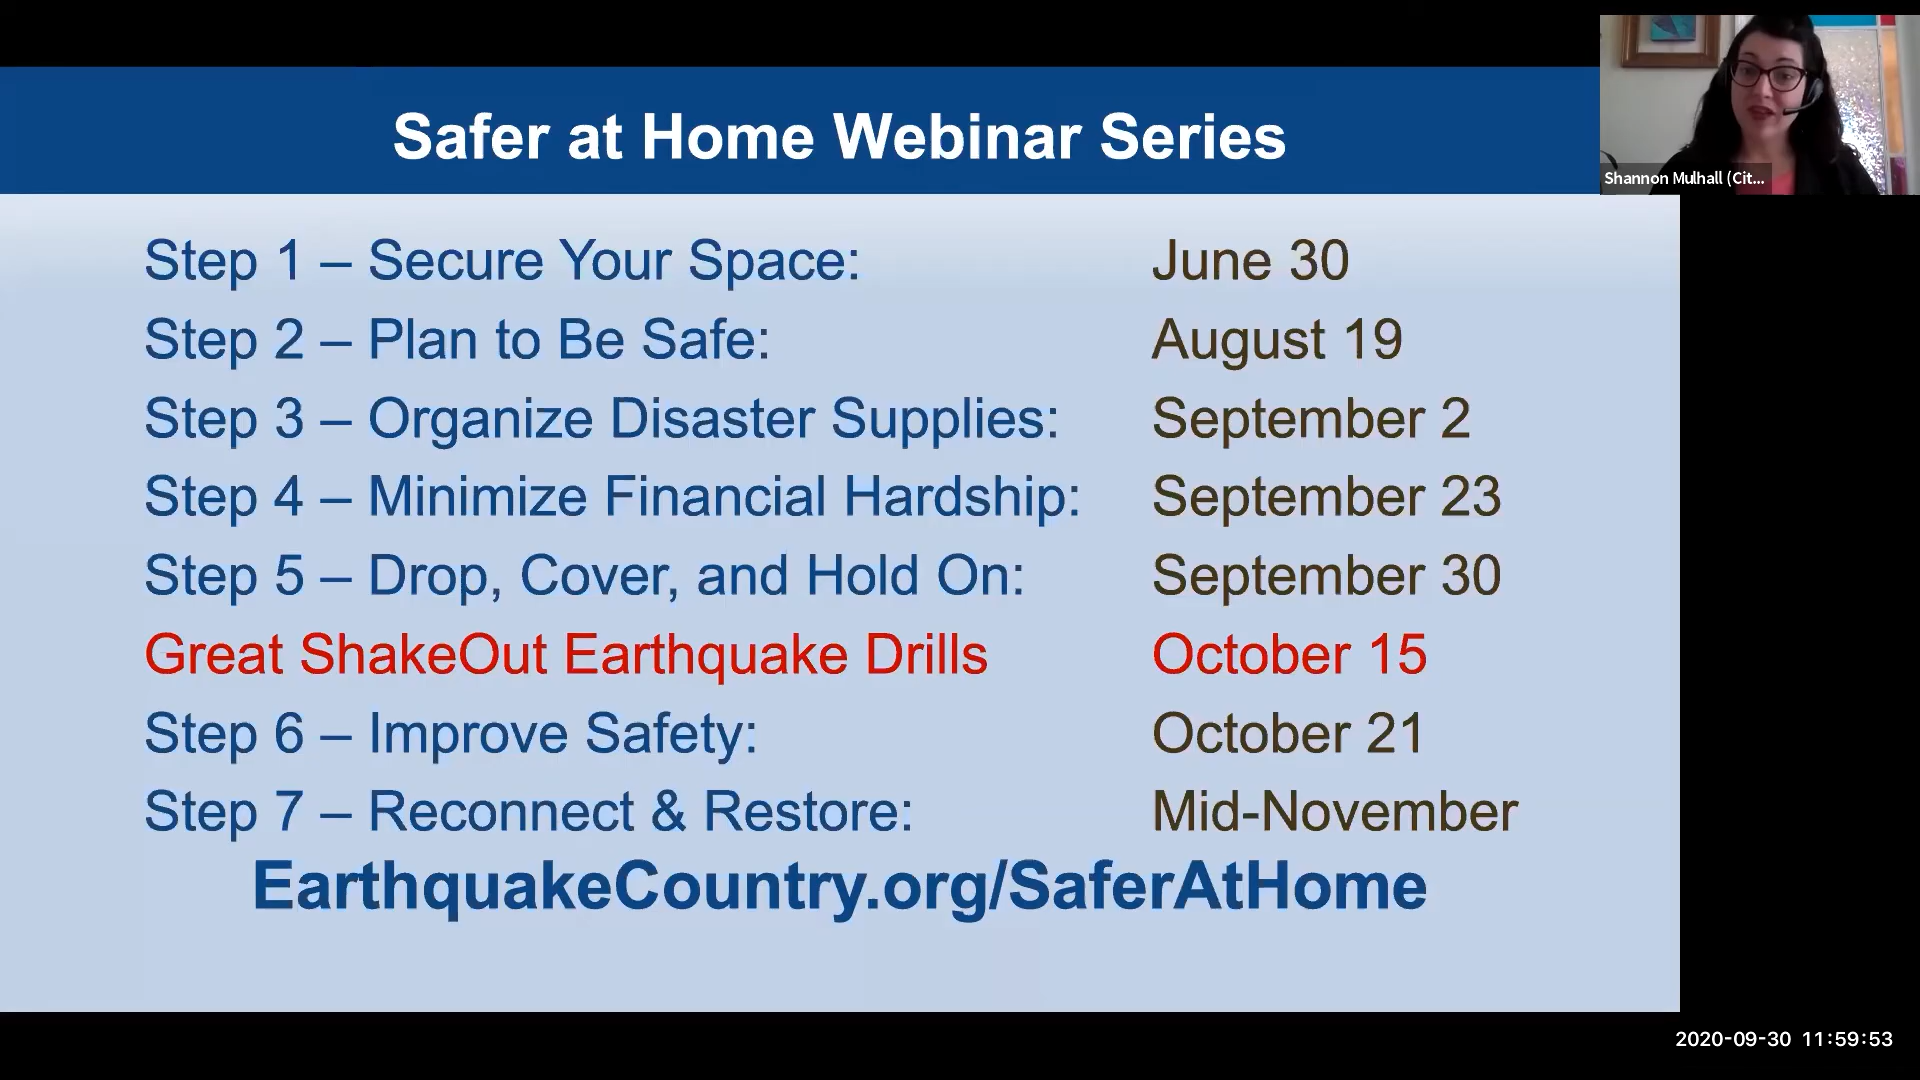 Safer at Home Webinar Series
Shannon Mulhall (Cit...
Step 1 – Secure Your Space: June 30
Step 2 – Plan to Be Safe: August 19
Step 3 – Organize Disaster Supplies: September 2
Step 4 – Minimize Financial Hardship: September 23
Step 5 – Drop, Cover, and Hold On: September 30
Great ShakeOut Earthquake Drills October 15
Step 6 – Improve Safety: October 21
Step 7 – Reconnect & Restore: Mid-November
EarthquakeCountry.org/SaferAtHome
2020-09-30 11:59:53